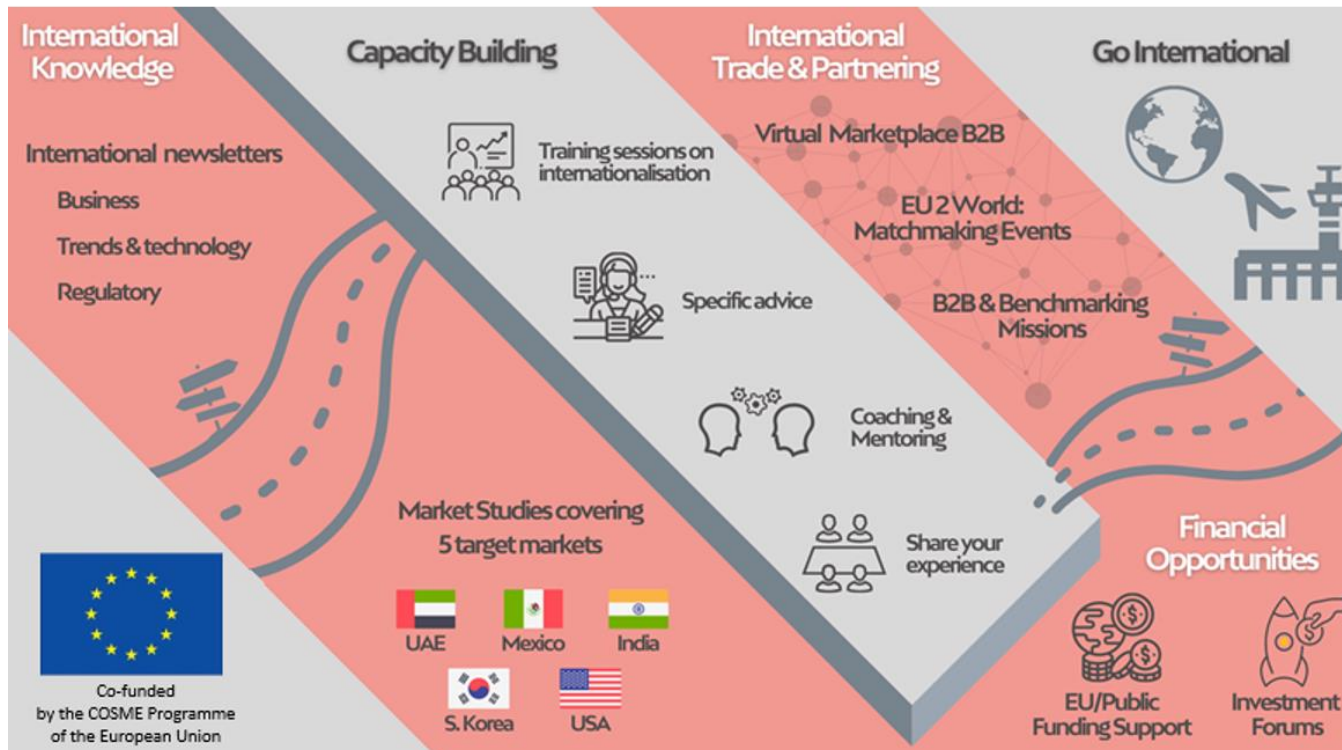 International
Knowledge
International newsletters
Business
Trends & technology
Regulatory
Capacity Building
Training sessions on
internationalisation
Specific advice
Coaching &
Mentoring
Share your
experience
International
Trade & Partnering
Virtual Marketplace B2B
EU 2 World:
Matchmaking Events
B2B & Benchmarking
Missions
Go International
Market Studies covering
5 target markets
UAE
Mexico
India
S. Korea
USA
Financial
Opportunities
EU/Public
Funding Support
Investment
Forums
Co-funded
by the COSME Programme
of the European Union